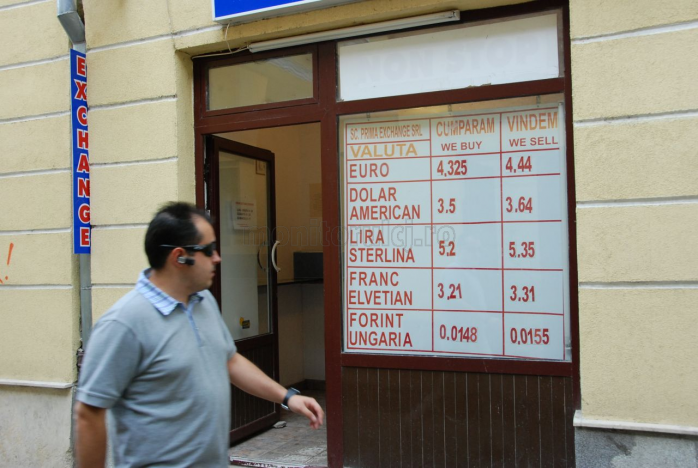 EXCHANGE
SC. PRIMA EXCHANGE SRL
VALUTA
CUMPARAM
WE BUY
VINDEM
WE SELL
EURO 4,325 4.44
DOLAR
AMERICAN 3.5 3.64
LIRA
STERLINA 5.2 5.35
FRANC
ELVETIAN 3,21 3.31
FORINT
UNGARIA 0.0148 0,0155